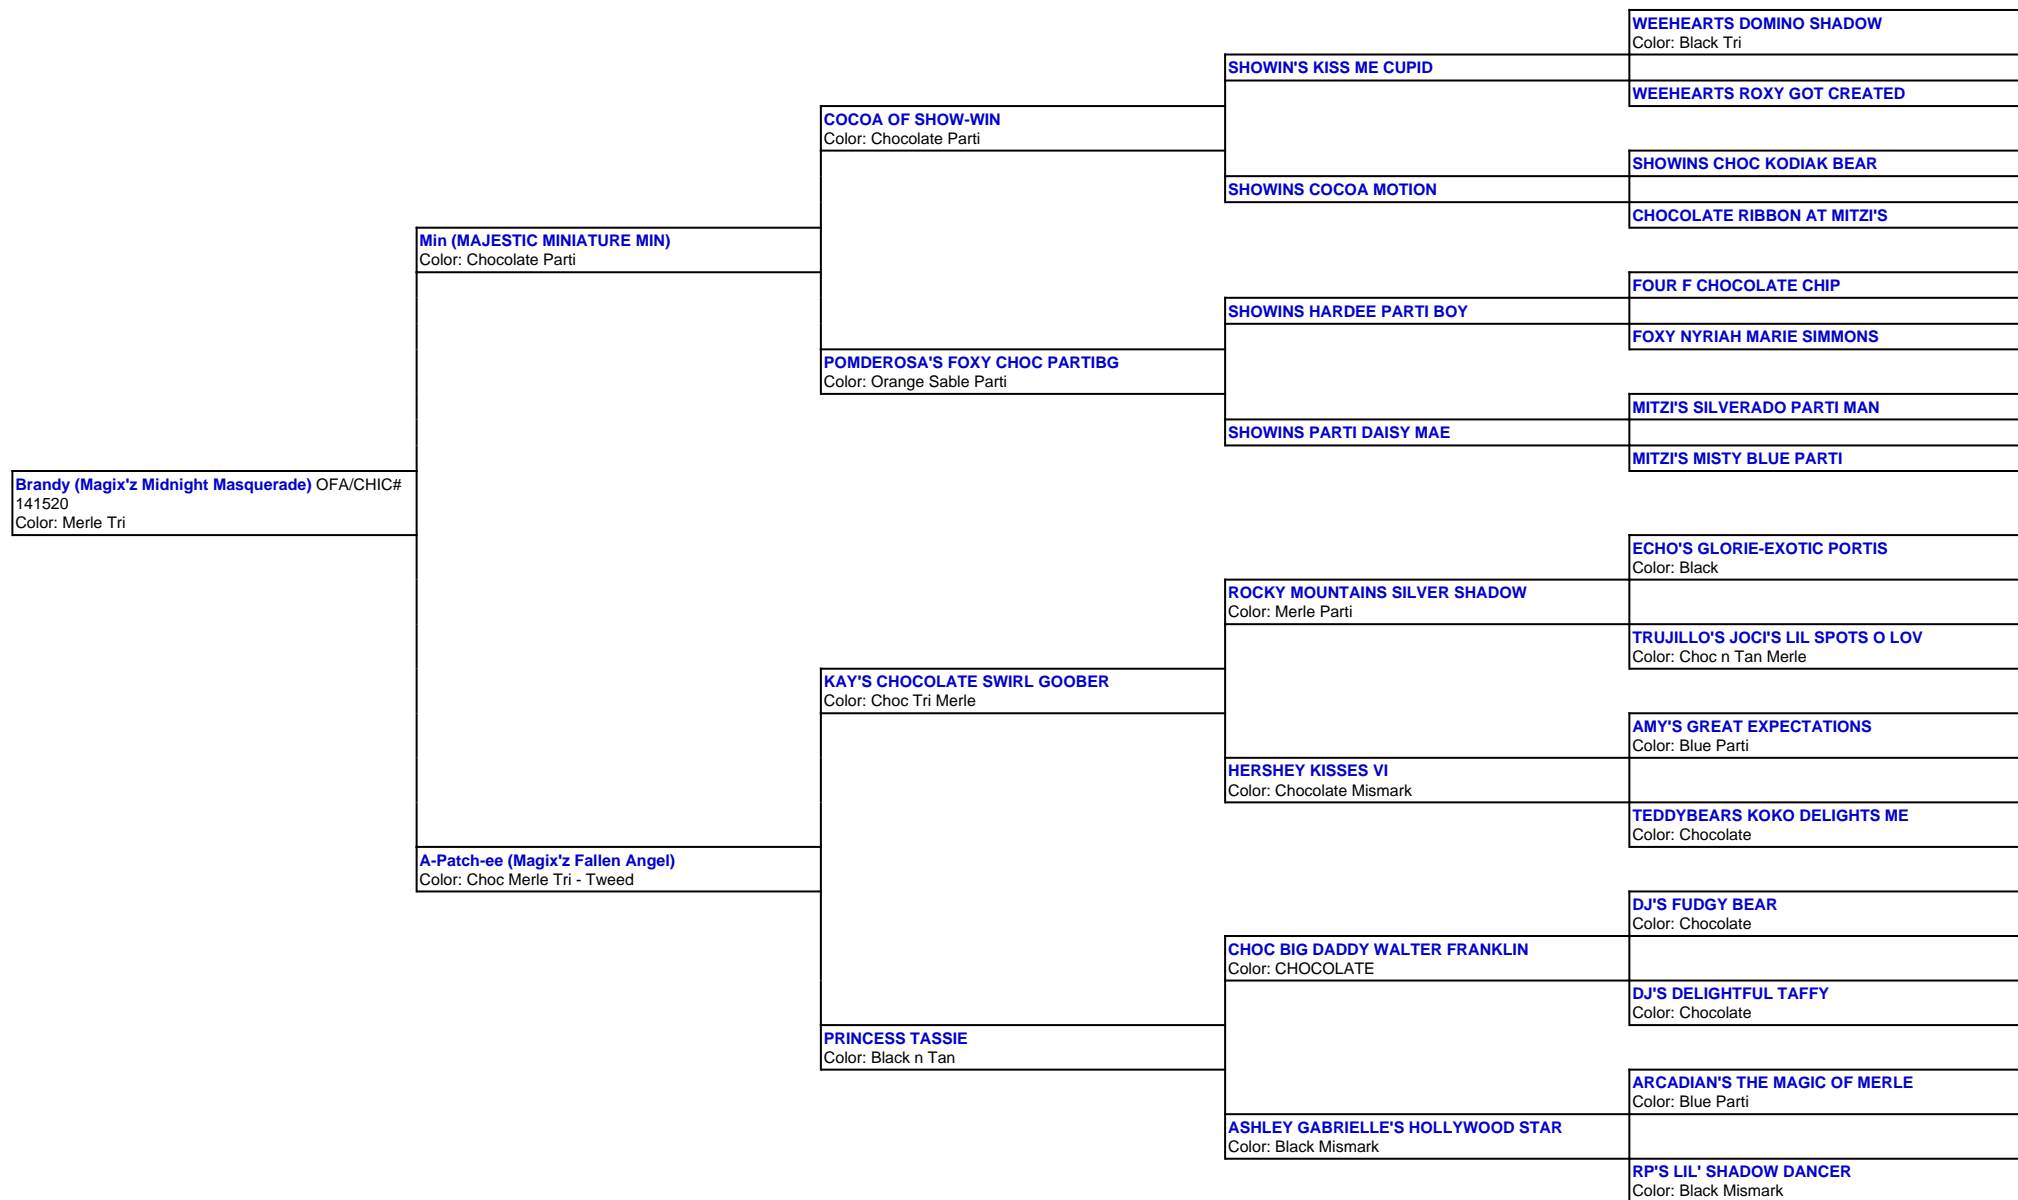 WEEHEARTS DOMINO SHADOW
Color: Black Tri
SHOWIN'S KISS ME CUPID
WEEHEARTS ROXY GOT CREATED
COCOA OF SHOW-WIN
Color: Chocolate Parti
SHOWINS CHOC KODIAK BEAR
SHOWINS COCOA MOTION
CHOCOLATE RIBBON AT MITZI'S
Min (MAJESTIC MINIATURE MIN)
Color: Chocolate Parti
FOUR F CHOCOLATE CHIP
SHOWINS HARDEE PARTI BOY
FOXY NYRIAH MARIE SIMMONS
POMDEROSA'S FOXY CHOC PARTIBG
Color: Orange Sable Parti
MITZI'S SILVERADO PARTI MAN
SHOWINS PARTI DAISY MAE
MITZI'S MISTY BLUE PARTI
Brandy (Magix'z Midnight Masquerade) OFA/CHIC#
141520
Color: Merle Tri
ECHO'S GLORIE-EXOTIC PORTIS
Color: Black
ROCKY MOUNTAINS SILVER SHADOW
Color: Merle Parti
TRUJILLO'S JOCI'S LIL SPOTS O LOV
Color: Choc n Tan Merle
KAY'S CHOCOLATE SWIRL GOOBER
Color: Choc Tri Merle
AMY'S GREAT EXPECTATIONS
Color: Blue Parti
HERSHEY KISSES VI
Color: Chocolate Mismark
TEDDYBEARS KOKO DELIGHTS ME
Color: Chocolate
A-Patch-ee (Magix'z Fallen Angel)
Color: Choc Merle Tri - Tweed
DJ'S FUDGY BEAR
Color: Chocolate
CHOC BIG DADDY WALTER FRANKLIN
Color: CHOCOLATE
DJ'S DELIGHTFUL TAFFY
Color: Chocolate
PRINCESS TASSIE
Color: Black n Tan
ARCADIAN'S THE MAGIC OF MERLE
Color: Blue Parti
ASHLEY GABRIELLE'S HOLLYWOOD STAR
Color: Black Mismark
RP'S LIL' SHADOW DANCER
Color: Black Mismark